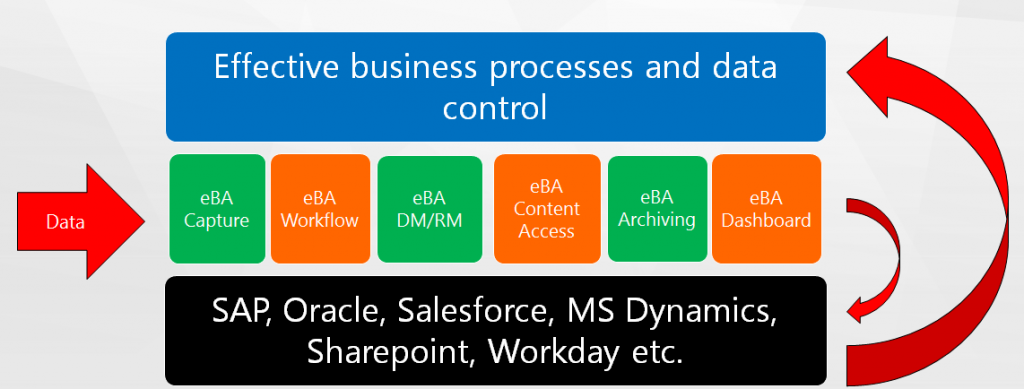 Effective business processes and data
control
Data
eBA
Capture
eBA
Workflow
eBA
DM/RM
eBA
Content
Access
eBA
Archiving
eBA
Dashboard
SAP, Oracle, Salesforce, MS Dynamics,
Sharepoint, Workday etc.